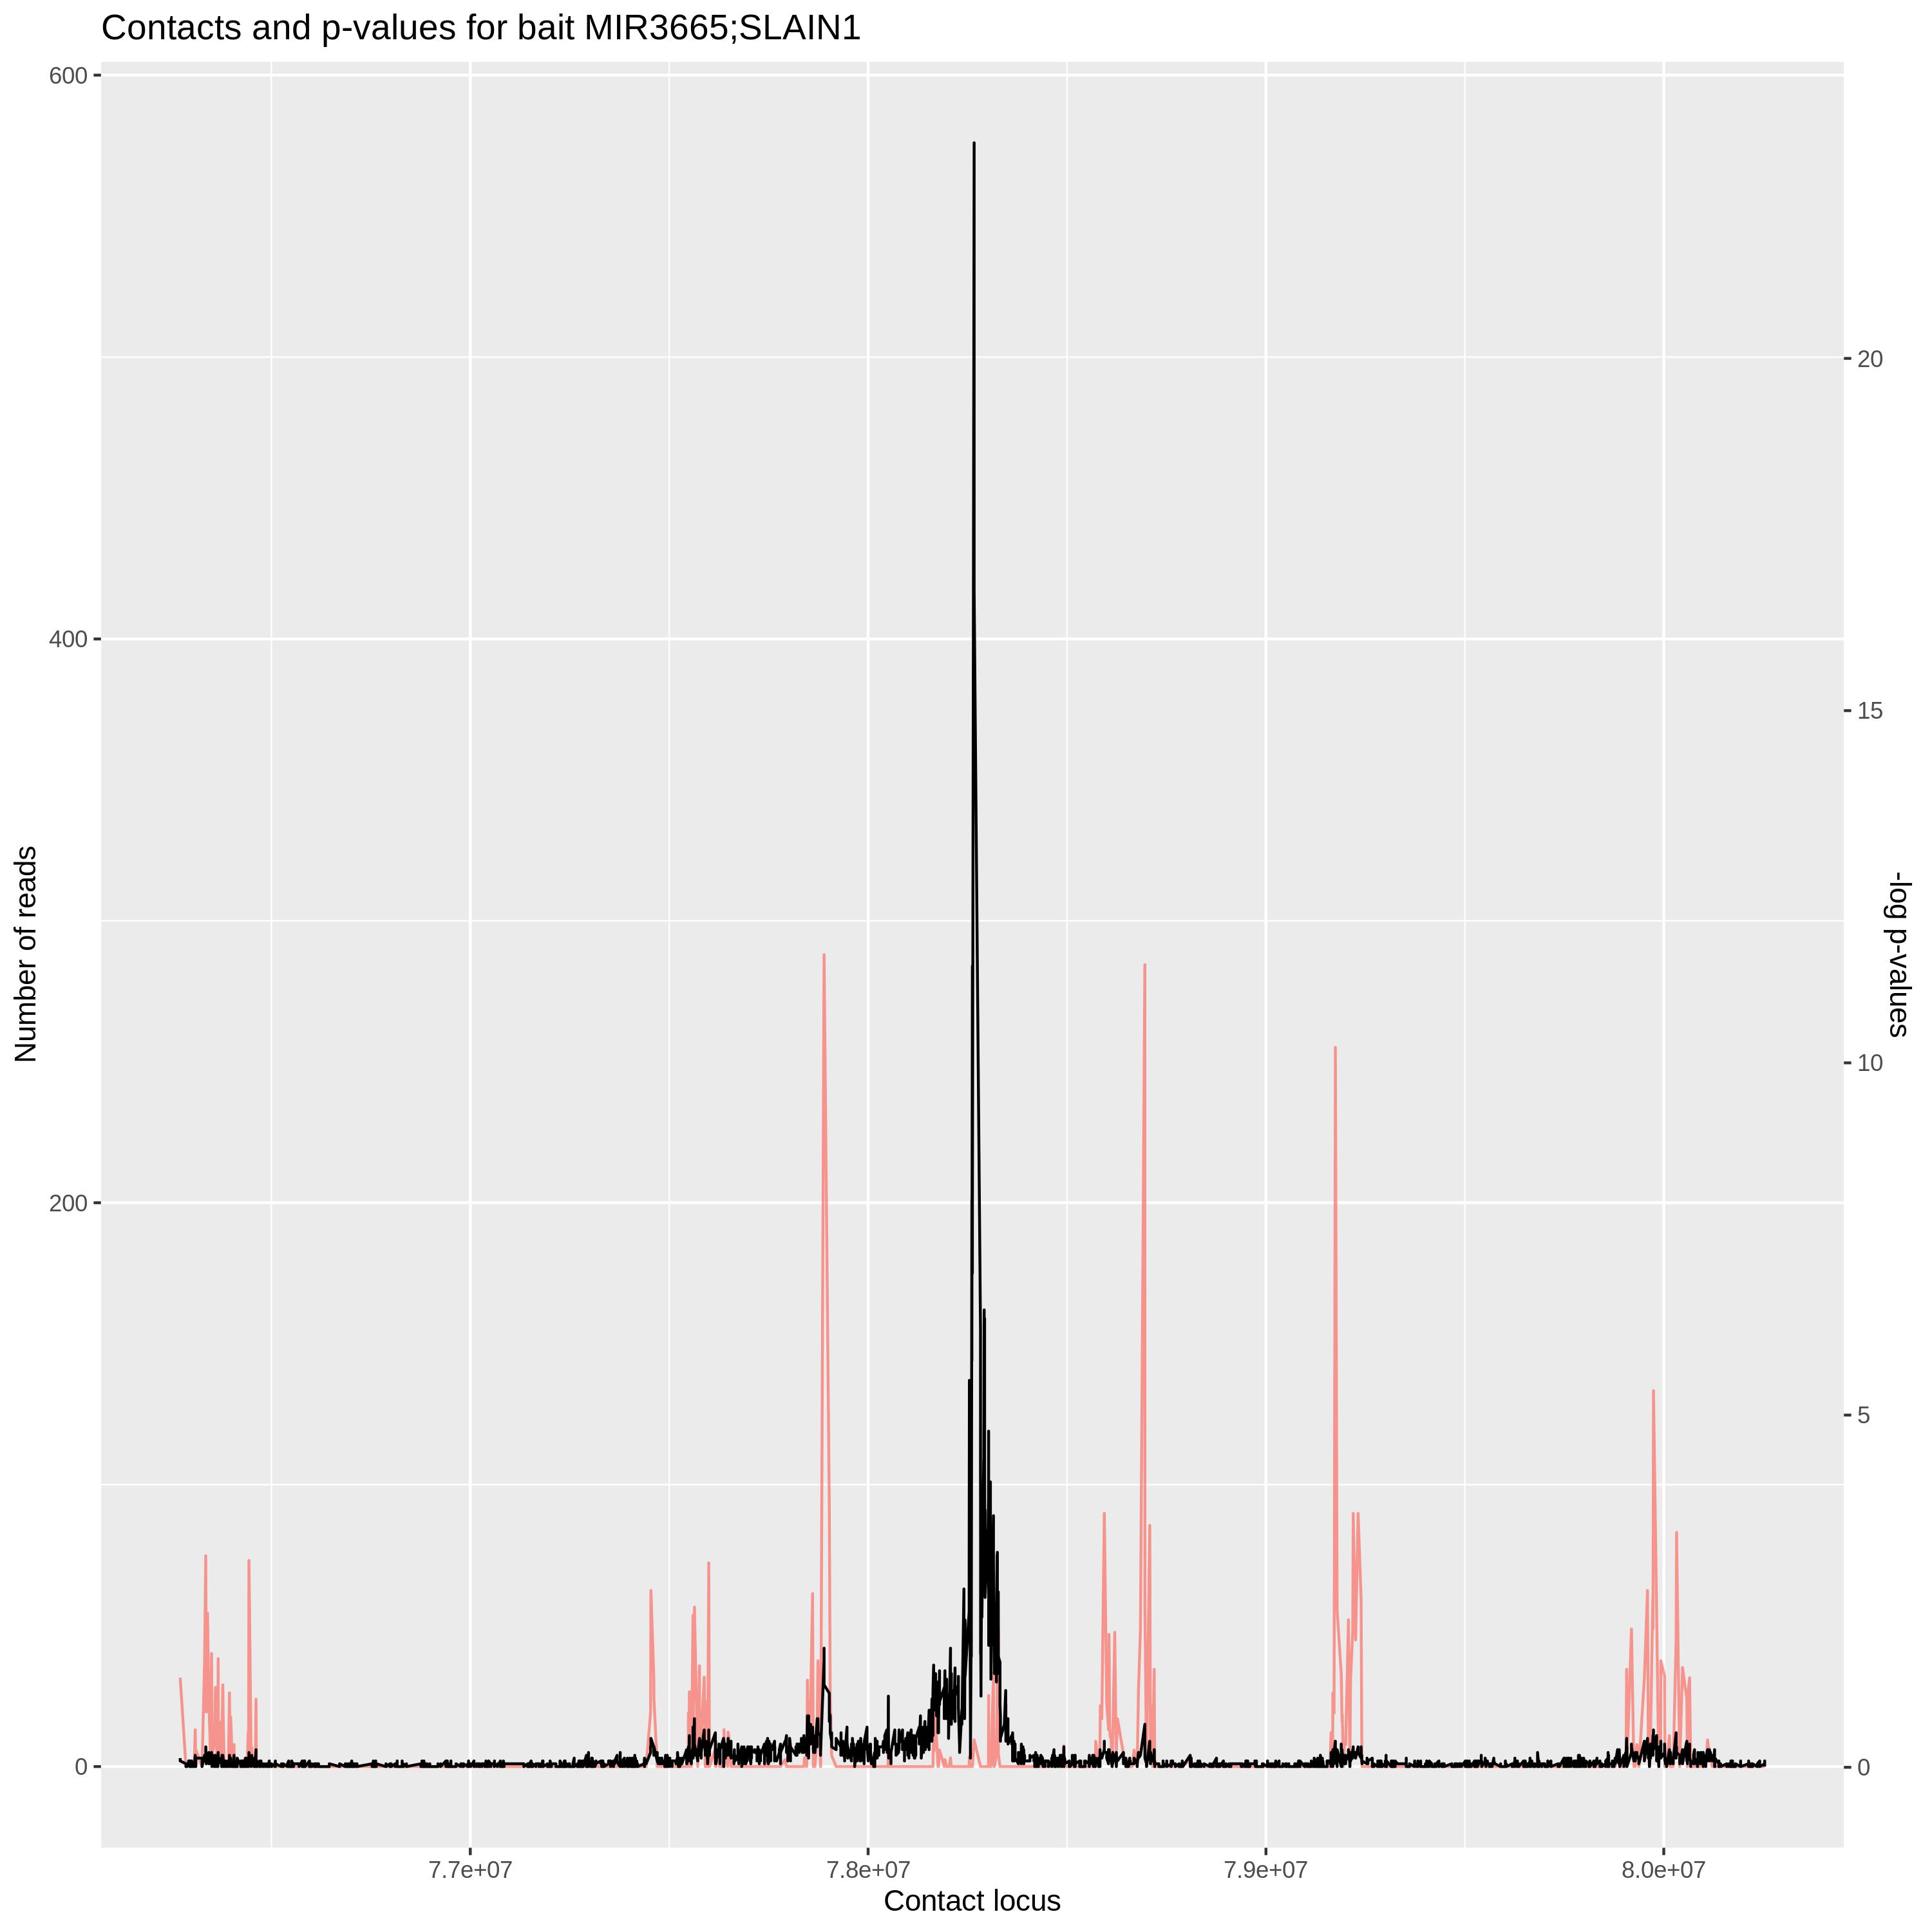 Contacts and p-values for bait MIR3665;SLAIN1
600
400
200
0
Number of reads
20
15
10
5
0
-log p-values
7.7e+07 7.8e+07 7.9e+07 8.0e+07
Contact locus